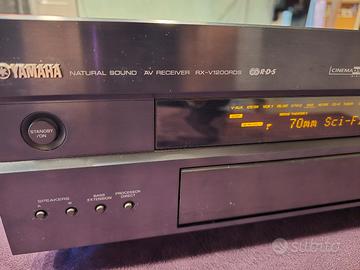 YAMAHA NATURAL SOUND AV RECEIVER RX-V1200RDS R·D·S CINEMA
V-AUX
70mm Sci-Fi
STANDBY
/ON
SPEAKERS
A B
BASS
EXTENSION
PROCESSOR
DIRECT
subito